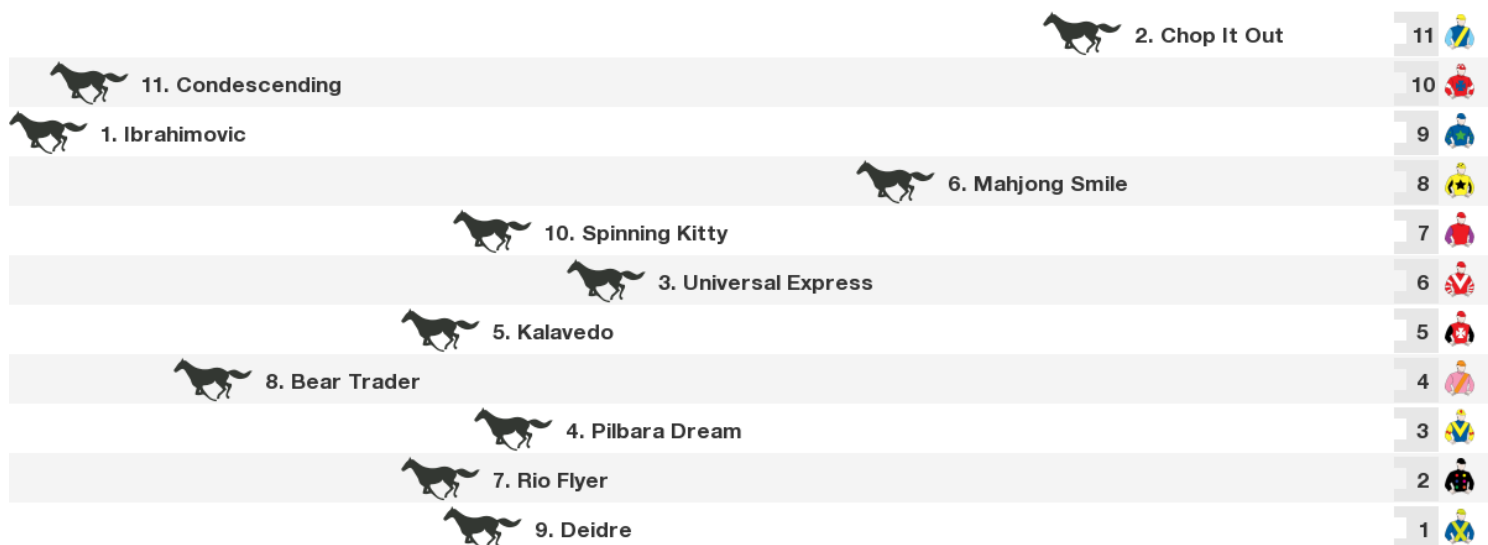 2. Chop It Out 11
11. Condescending 10
1. Ibrahimovic 9
6. Mahjong Smile 8
10. Spinning Kitty 7
3. Universal Express 6
5. Kalavedo 5
8. Bear Trader 4
4. Pilbara Dream 3
7. Rio Flyer 2
9. Deidre 1